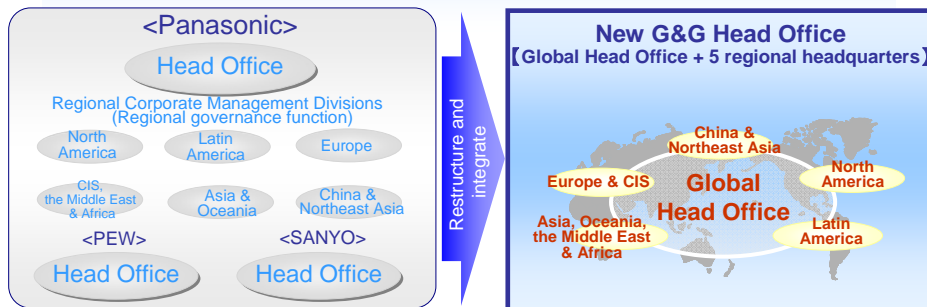 <Panasonic>
Head Office
Regional Corporate Management Divisions
(Regional governance function)
North
America
Latin
America
Europe
CIS,
the Middle East
& Africa
Asia &
Oceania
China &
Northeast Asia
<PEW>
<SANYO>
Head Office
Head Office
Restructure and
integrate
New G&G Head Office
【Global Head Office + 5 regional headquarters】
China &
Northeast Asia
North
America
Europe & CIS
Global
Head Office
Asia, Oceania,
the Middle East
& Africa
Latin
America